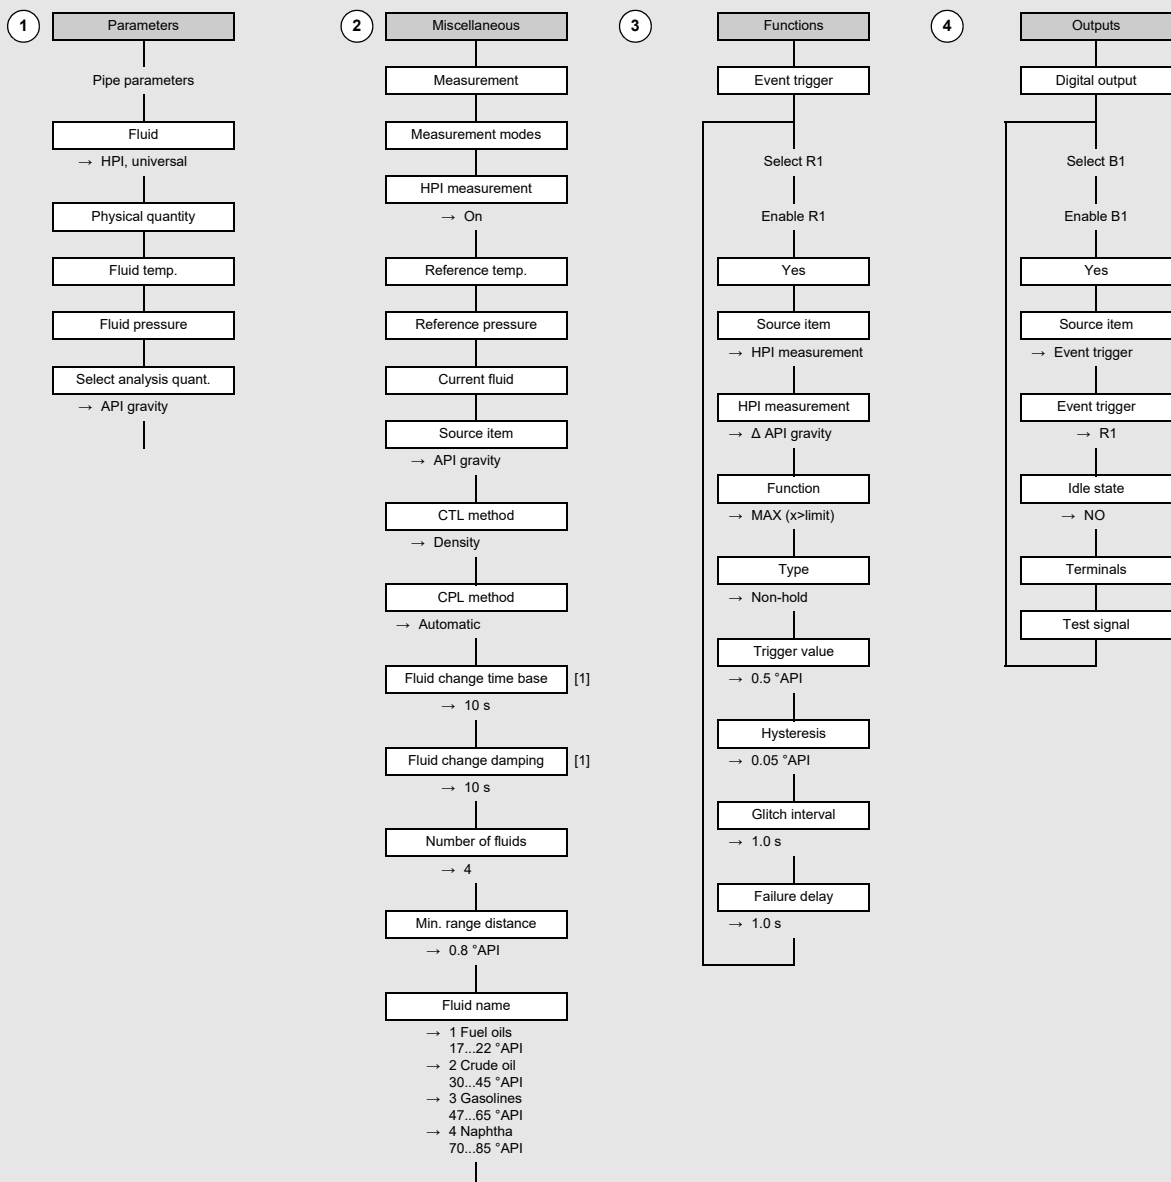 1
Parameters
Pipe parameters
Fluid
→ HPI, universal
Physical quantity
Fluid temp.
Fluid pressure
Select analysis quant.
→ API gravity
2
Miscellaneous
Measurement
Measurement modes
HPI measurement
→ On
Reference temp.
Reference pressure
Current fluid
Source item
→ API gravity
CTL method
→ Density
CPL method
→ Automatic
Fluid change time base [1]
→ 10 s
Fluid change damping [1]
→ 10 s
Number of fluids
→ 4
Min. range distance
→ 0.8 °API
Fluid name
→ 1 Fuel oils
17...22 °API
→ 2 Crude oil
30...45 °API
→ 3 Gasolines
47...65 °API
→ 4 Naphtha
70...85 °API
3
Functions
Event trigger
Select R1
Enable R1
Yes
Source item
→ HPI measurement
HPI measurement
→ Δ API gravity
Function
→ MAX (x>limit)
Type
→ Non-hold
Trigger value
→ 0.5 °API
Hysteresis
→ 0.05 °API
Glitch interval
→ 1.0 s
Failure delay
→ 1.0 s
4
Outputs
Digital output
Select B1
Enable B1
Yes
Source item
→ Event trigger
Event trigger
→ R1
Idle state
→ NO
Terminals
Test signal